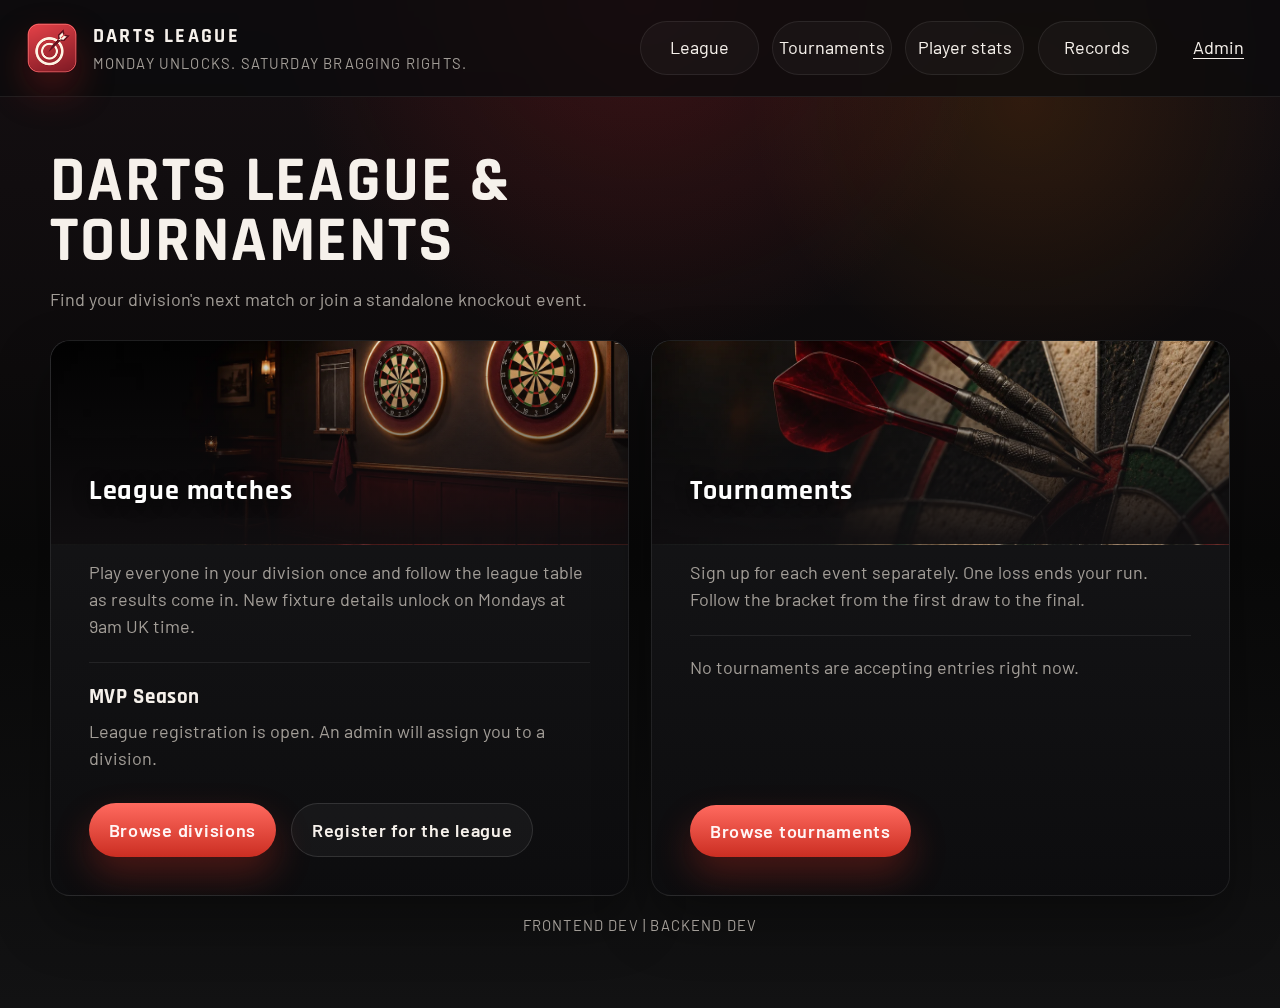 DARTS LEAGUE
MONDAY UNLOCKS. SATURDAY BRAGGING RIGHTS.
League
Tournaments
Player stats
Records
Admin
DARTS LEAGUE &
TOURNAMENTS
Find your division's next match or join a standalone knockout event.
League matches
Play everyone in your division once and follow the league table
as results come in. New fixture details unlock on Mondays at
9am UK time.
MVP Season
League registration is open. An admin will assign you to a
division.
Browse divisions
Register for the league
Tournaments
Sign up for each event separately. One loss ends your run.
Follow the bracket from the first draw to the final.
No tournaments are accepting entries right now.
Browse tournaments
FRONTEND DEV | BACKEND DEV